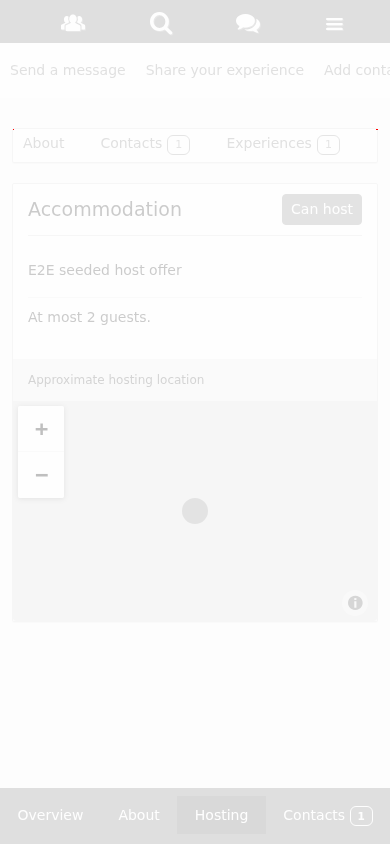 Send a message Share your experience Add conta
About Contacts 1 Experiences 1
Accommodation Can host
E2E seeded host offer
At most 2 guests.
Approximate hosting location
+
−
Overview About Hosting Contacts 1